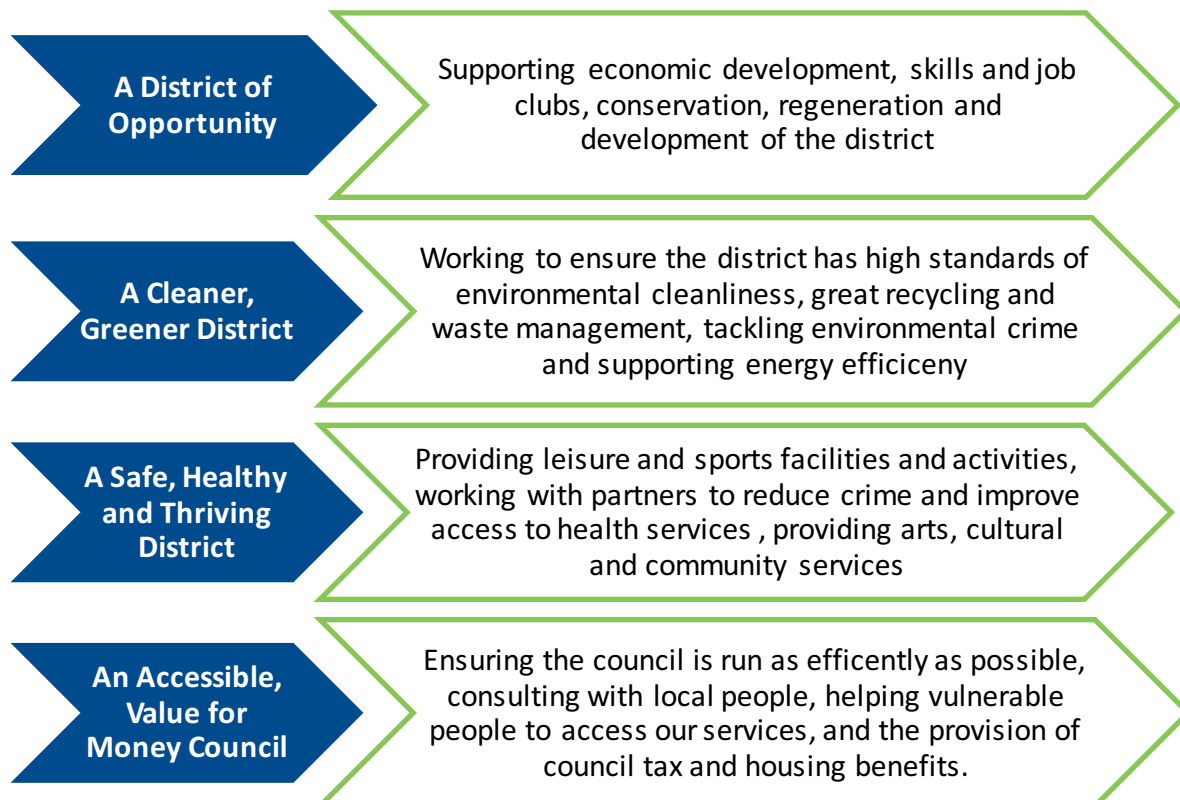 A District of
Opportunity
Supporting economic development, skills and job
clubs, conservation, regeneration and
development of the district
A Cleaner,
Greener District
Working to ensure the district has high standards of
environmental cleanliness, great recycling and
waste management, tackling environmental crime
and supporting energy efficiceny
A Safe, Healthy
and Thriving
District
Providing leisure and sports facilities and activities,
working with partners to reduce crime and improve
access to health services , providing arts, cultural
and community services
An Accessible,
Value for
Money Council
Ensuring the council is run as efficently as possible,
consulting with local people, helping vulnerable
people to access our services, and the provision of
council tax and housing benefits.